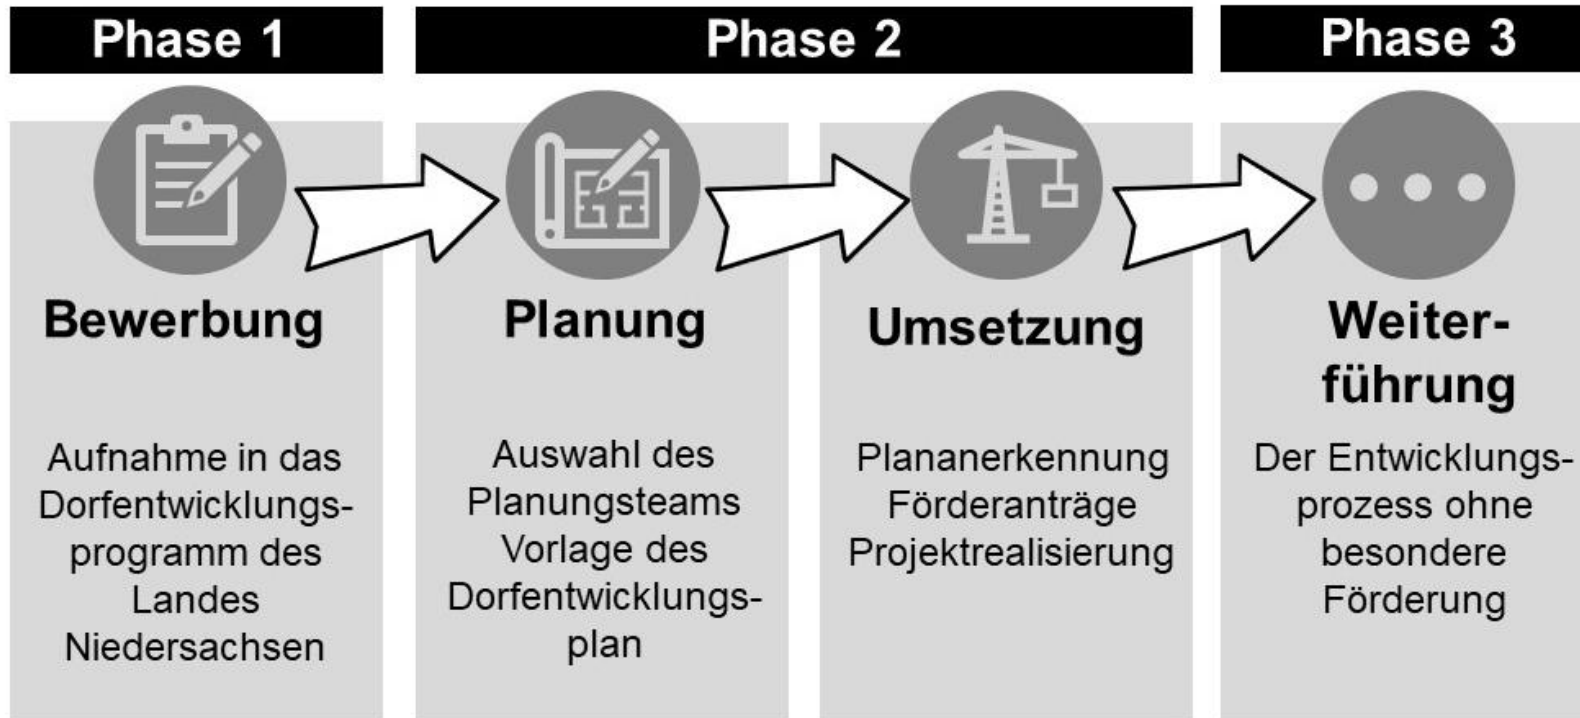 Phase 1
Phase 2
Phase 3
Bewerbung
Aufnahme in das
Dorfentwicklungs-
programm des
Landes
Niedersachsen
Planung
Auswahl des
Planungsteams
Vorlage des
Dorfentwicklungs-
plan
Umsetzung
Plananerkennung
Förderanträge
Projektrealisierung
Weiter-
führung
Der Entwicklungs-
prozess ohne
besondere
Förderung